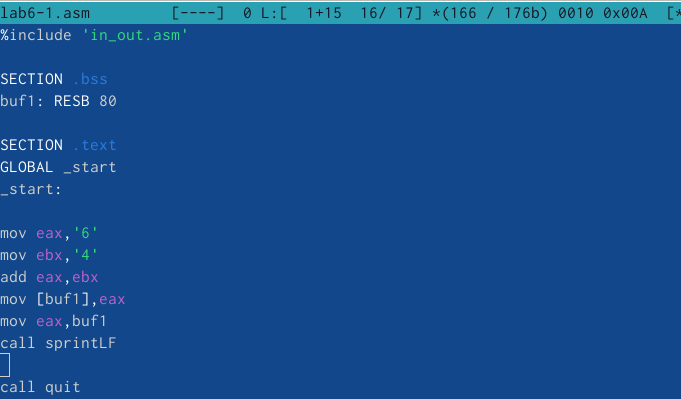 lab6-1.asm [----] 0 L:[ 1+15 16/ 17] *(166 / 176b) 0010 0x00A [*
%include 'in_out.asm'
SECTION .bss
buf1: RESB 80
SECTION .text
GLOBAL _start
_start:
mov eax,'6'
mov ebx,'4'
add eax,ebx
mov [buf1],eax
mov eax,buf1
call sprintLF
call quit